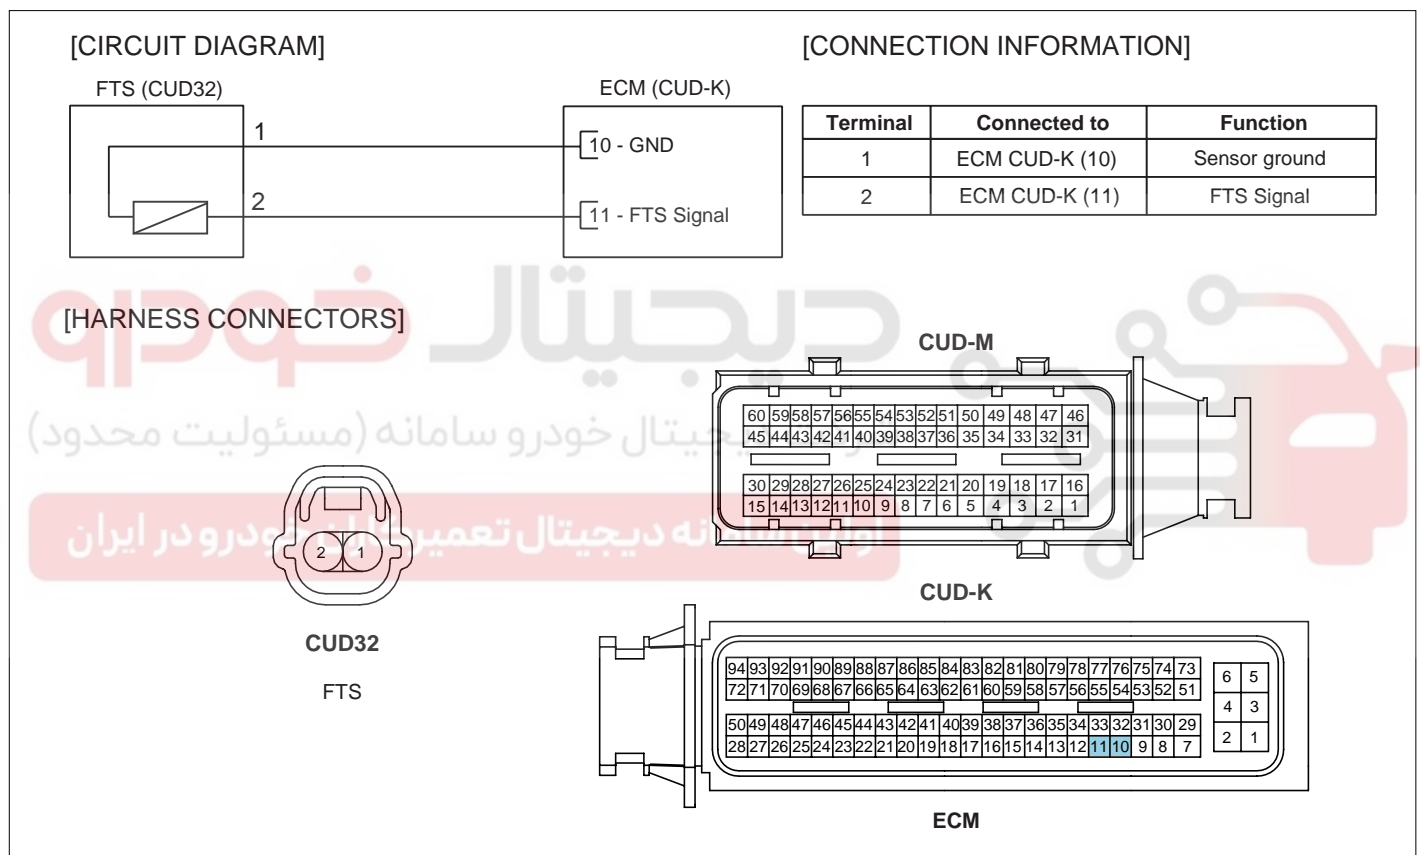 [CIRCUIT DIAGRAM]
FTS (CUD32)
ECM (CUD-K)
1
10 - GND
2
11 - FTS Signal
[CONNECTION INFORMATION]
Terminal Connected to Function
1 ECM CUD-K (10) Sensor ground
2 ECM CUD-K (11) FTS Signal
دیجیتال خودرو
[HARNESS CONNECTORS]
دیجیتال خودرو سامانه (مسئولیت محدود)
اولین سامانه دیجیتال تعمیرکاران خودرو در ایران
2 1
CUD32
FTS
CUD-M
60 59 58 57 56 55 54 53 52 51 50 49 48 47 46
45 44 43 42 41 40 39 38 37 36 35 34 33 32 31
30 29 28 27 26 25 24 23 22 21 20 19 18 17 16
15 14 13 12 11 10 9 8 7 6 5 4 3 2 1
CUD-K
94 93 92 91 90 89 88 87 86 85 84 83 82 81 80 79 78 77 76 75 74 73
72 71 70 69 68 67 66 65 64 63 62 61 60 59 58 57 56 55 54 53 52 51
50 49 48 47 46 45 44 43 42 41 40 39 38 37 36 35 34 33 32 31 30 29
28 27 26 25 24 23 22 21 20 19 18 17 16 15 14 13 12 11 10 9 8 7
6 5
4 3
2 1
ECM